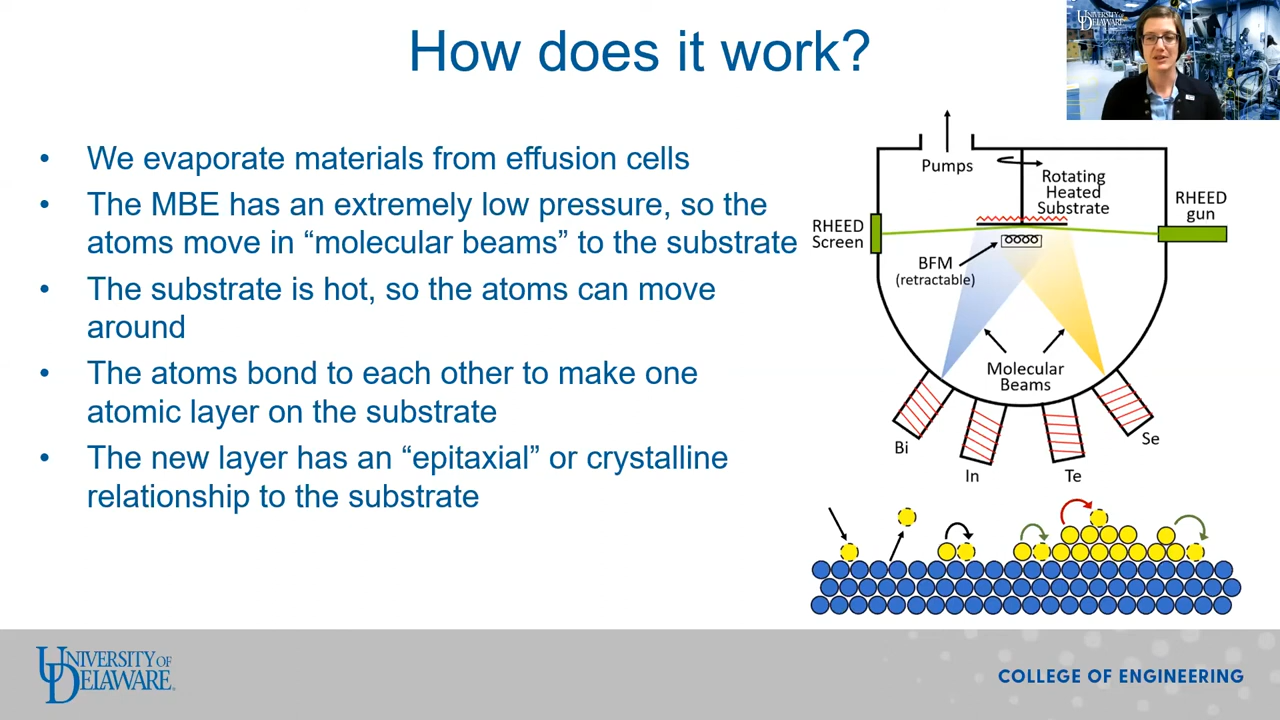 How does it work?
UNIVERSITY OF
DELAWARE
• We evaporate materials from effusion cells
• The MBE has an extremely low pressure, so the
atoms move in “molecular beams” to the substrate
• The substrate is hot, so the atoms can move
around
• The atoms bond to each other to make one
atomic layer on the substrate
• The new layer has an “epitaxial” or crystalline
relationship to the substrate
Pumps
Rotating
Heated
Substrate
RHEED
gun
RHEED
Screen
BFM
(retractable)
Molecular
Beams
Bi
In
Te
Se
UNIVERSITY OF
DELAWARE
COLLEGE OF ENGINEERING